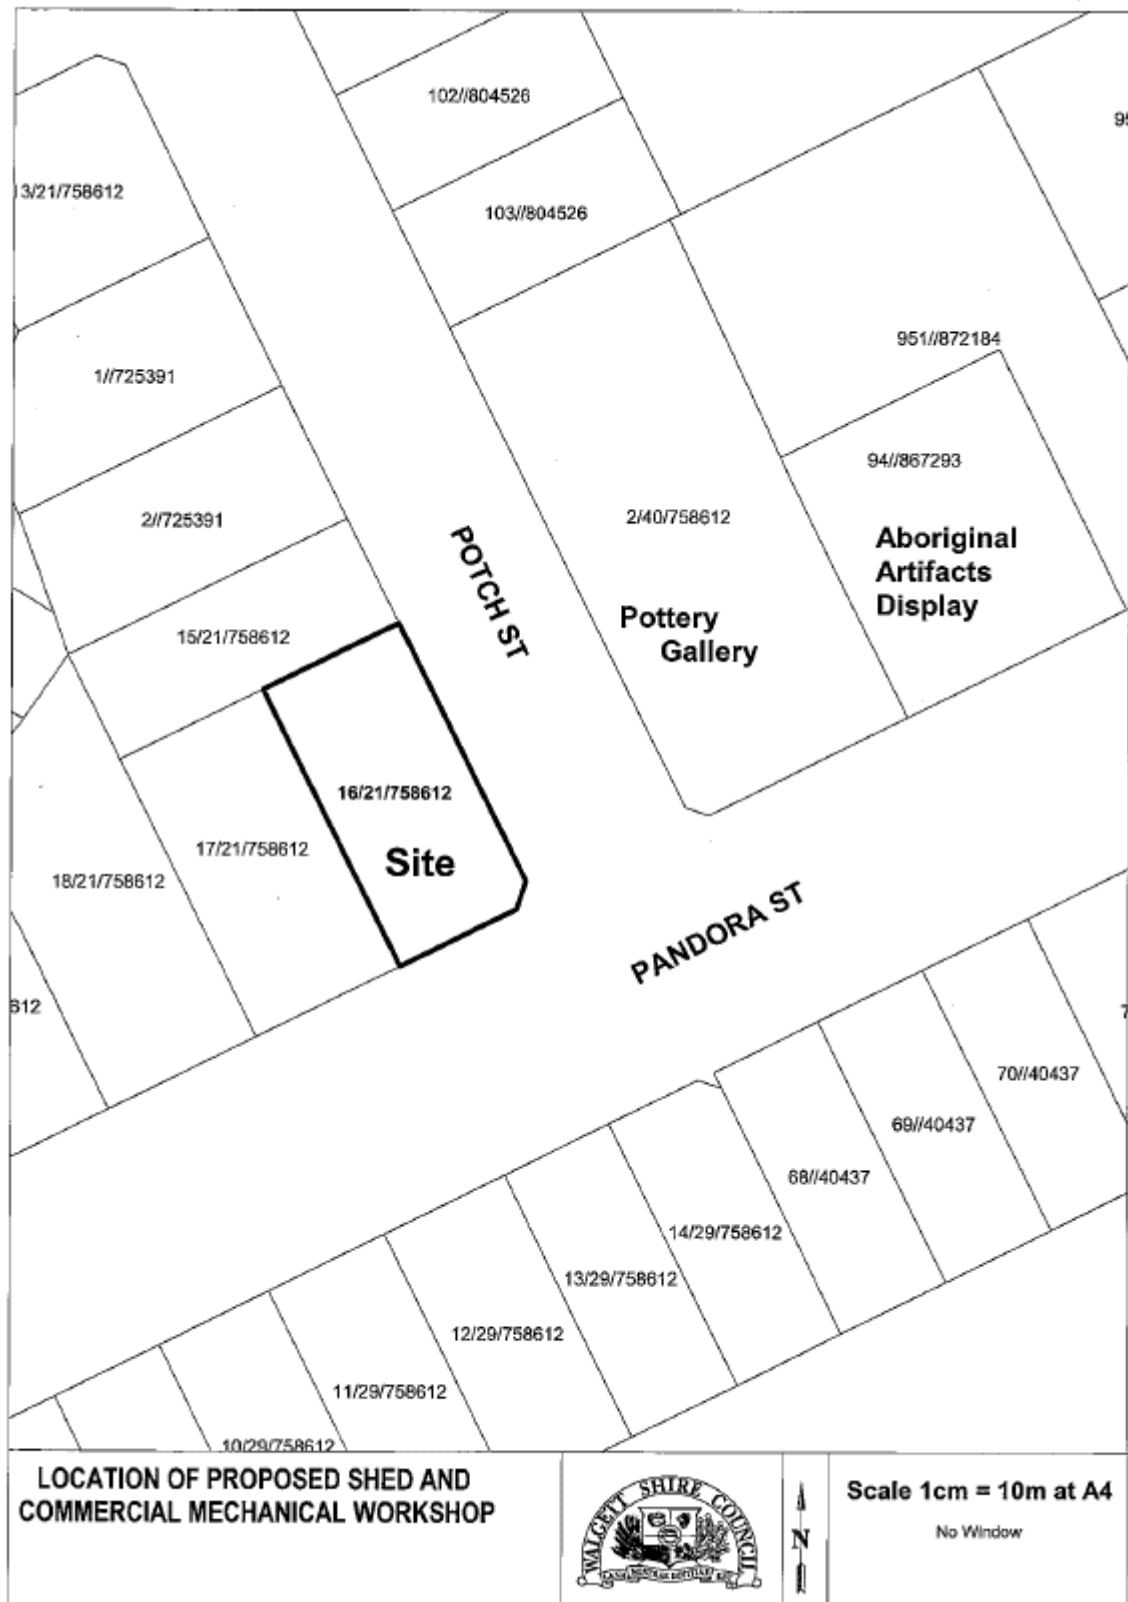 102//804526
95
3/21/758612
103//804526
951//872184
1//725391
94//867293
2//725391
2/40/758612
POTCH ST
Aboriginal
Artifacts
Display
Pottery
Gallery
15/21/758612
16/21/758612
Site
17/21/758612
18/21/758612
PANDORA ST
612
7
70//40437
69//40437
68//40437
14/29/758612
13/29/758612
12/29/758612
11/29/758612
10/29/758612
LOCATION OF PROPOSED SHED AND
COMMERCIAL MECHANICAL WORKSHOP
WALGETT SHIRE COUNCIL
N
Scale 1cm = 10m at A4
No Window